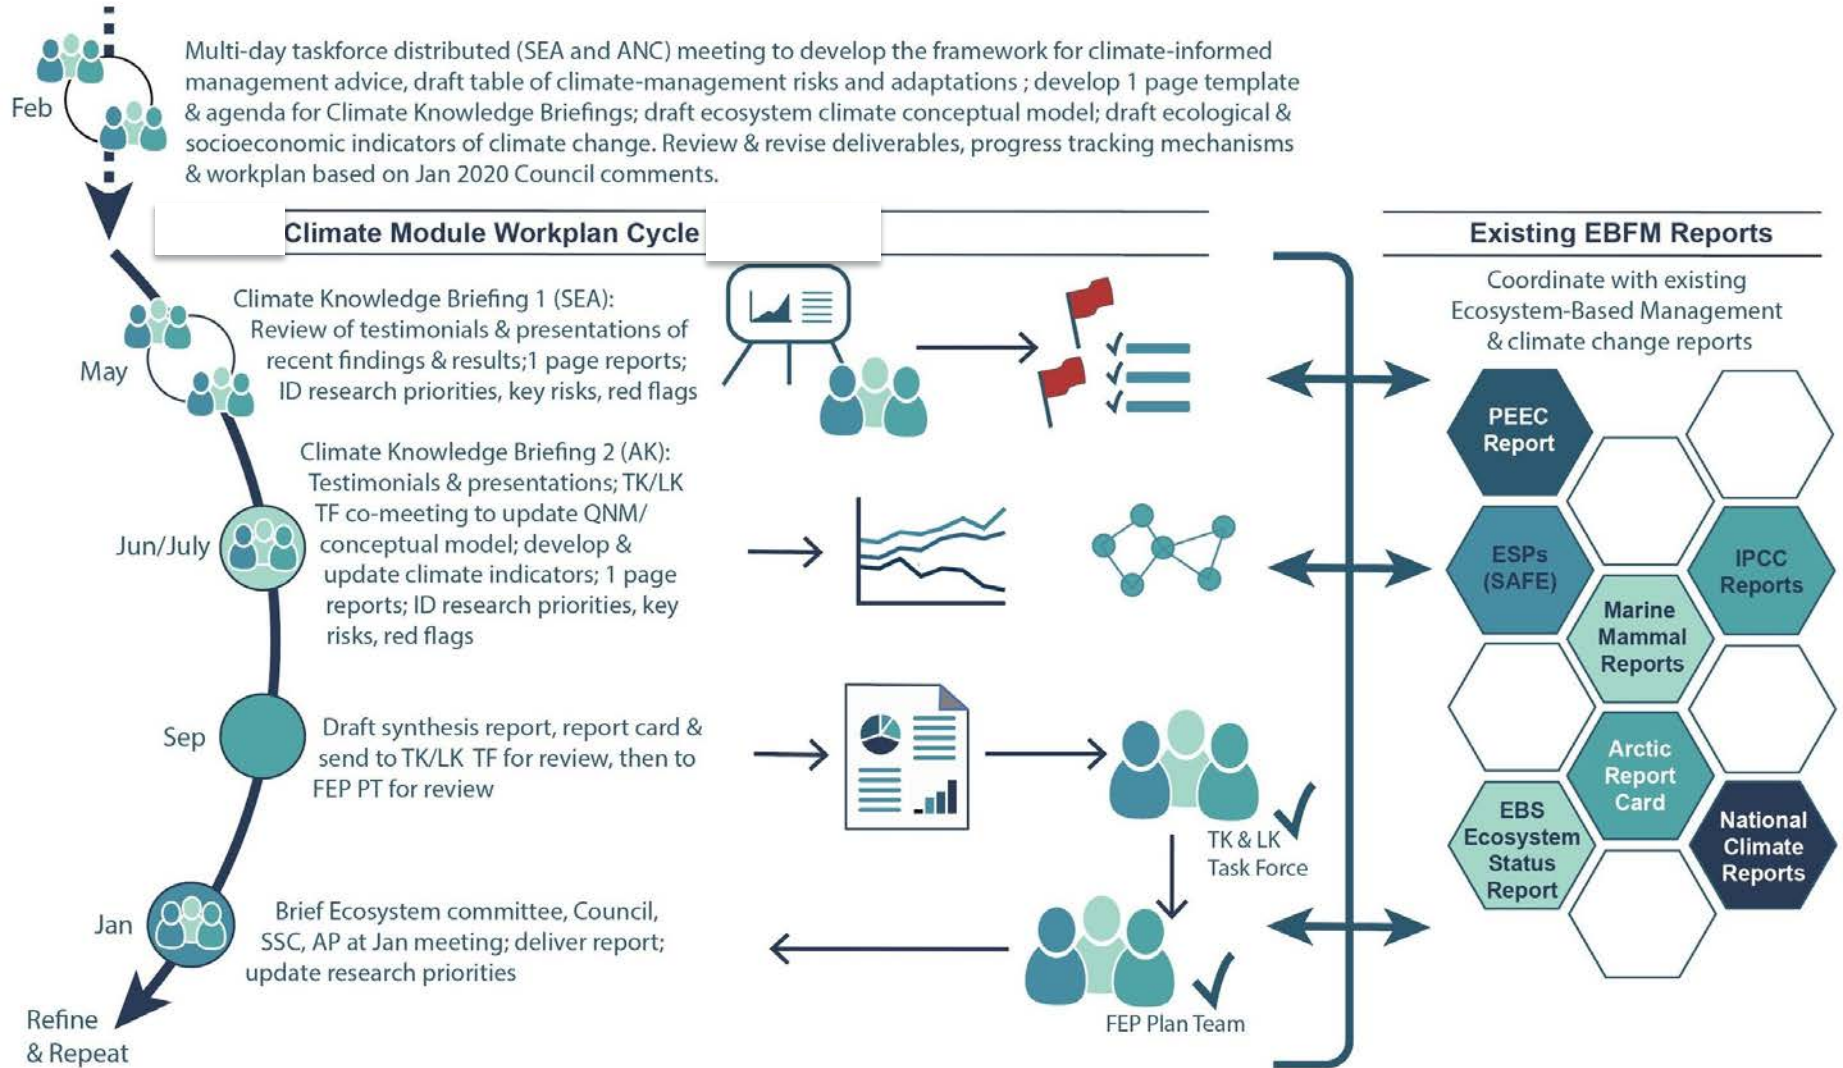 Feb
Multi-day taskforce distributed (SEA and ANC) meeting to develop the framework for climate-informed
management advice, draft table of climate-management risks and adaptations ; develop 1 page template
& agenda for Climate Knowledge Briefings; draft ecosystem climate conceptual model; draft ecological &
socioeconomic indicators of climate change. Review & revise deliverables, progress tracking mechanisms
& workplan based on Jan 2020 Council comments.
Climate Module Workplan Cycle
May
Climate Knowledge Briefing 1 (SEA):
Review of testimonials & presentations of
recent findings & results;1 page reports;
ID research priorities, key risks, red flags
Jun/July
Climate Knowledge Briefing 2 (AK):
Testimonials & presentations; TK/LK
TF co-meeting to update QNM/
conceptual model; develop &
update climate indicators; 1 page
reports; ID research priorities, key
risks, red flags
Sep
Draft synthesis report, report card &
send to TK/LK TF for review, then to
FEP PT for review
TK & LK
Task Force
Jan
Brief Ecosystem committee, Council,
SSC, AP at Jan meeting; deliver report;
update research priorities
FEP Plan Team
Refine
& Repeat
Existing EBFM Reports
Coordinate with existing
Ecosystem-Based Management
& climate change reports
PEEC
Report
ESPs
(SAFE)
IPCC
Reports
Marine
Mammal
Reports
Arctic
Report
Card
EBS
Ecosystem
Status
Report
National
Climate
Reports